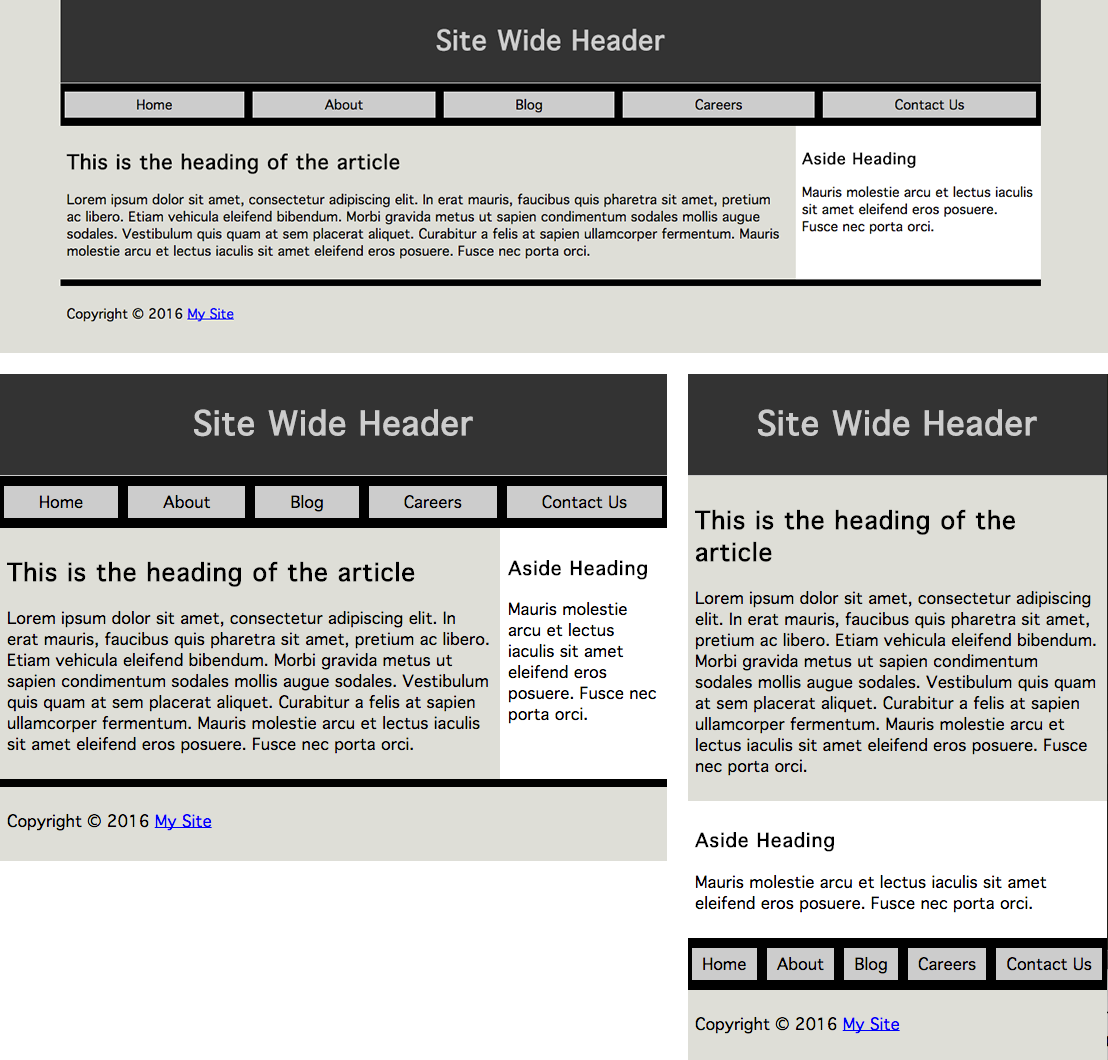 Site Wide Header
Home About Blog Careers Contact Us
This is the heading of the article
Lorem ipsum dolor sit amet, consectetur adipiscing elit. In erat mauris, faucibus quis pharetra sit amet, pretium
ac libero. Etiam vehicula eleifend bibendum. Morbi gravida metus ut sapien condimentum sodales mollis augue
sodales. Vestibulum quis quam at sem placerat aliquet. Curabitur a felis at sapien ullamcorper fermentum. Mauris
molestie arcu et lectus iaculis sit amet eleifend eros posuere. Fusce nec porta orci.
Aside Heading
Mauris molestie arcu et lectus iaculis
sit amet eleifend eros posuere.
Fusce nec porta orci.
Copyright © 2016 My Site
Site Wide Header
Home About Blog Careers Contact Us
This is the heading of the article
Lorem ipsum dolor sit amet, consectetur adipiscing elit. In
erat mauris, faucibus quis pharetra sit amet, pretium ac libero.
Etiam vehicula eleifend bibendum. Morbi gravida metus ut
sapien condimentum sodales mollis augue sodales. Vestibulum
quis quam at sem placerat aliquet. Curabitur a felis at sapien
ullamcorper fermentum. Mauris molestie arcu et lectus iaculis
sit amet eleifend eros posuere. Fusce nec porta orci.
Aside Heading
Mauris molestie
arcu et lectus
iaculis sit amet
eleifend eros
posuere. Fusce nec
porta orci.
Copyright © 2016 My Site
Site Wide Header
This is the heading of the
article
Lorem ipsum dolor sit amet, consectetur adipiscing
elit. In erat mauris, faucibus quis pharetra sit amet,
pretium ac libero. Etiam vehicula eleifend bibendum.
Morbi gravida metus ut sapien condimentum
sodales mollis augue sodales. Vestibulum quis quam
at sem placerat aliquet. Curabitur a felis at sapien
ullamcorper fermentum. Mauris molestie arcu et
lectus iaculis sit amet eleifend eros posuere. Fusce
nec porta orci.
Aside Heading
Mauris molestie arcu et lectus iaculis sit amet
eleifend eros posuere. Fusce nec porta orci.
Home About Blog Careers Contact Us
Copyright © 2016 My Site